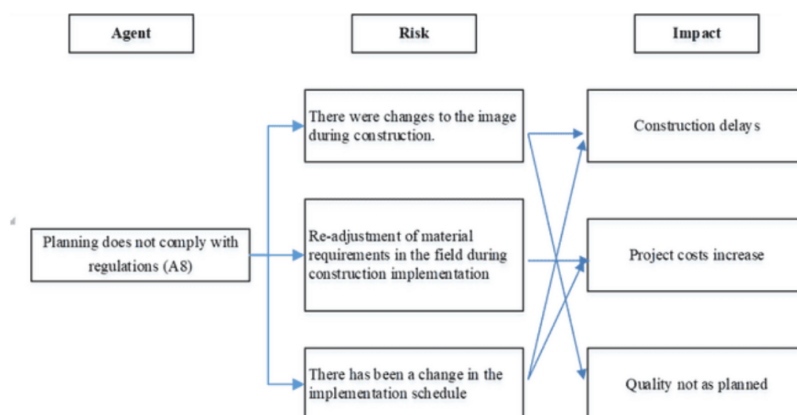 Agent
Risk
Impact
There were changes to the image
during construction.
Construction delays
Planning does not comply with
regulations (A8)
Re-adjustment of material
requirements in the field during
construction implementation
Project costs increase
There has been a change in the
implementation schedule
Quality not as planned